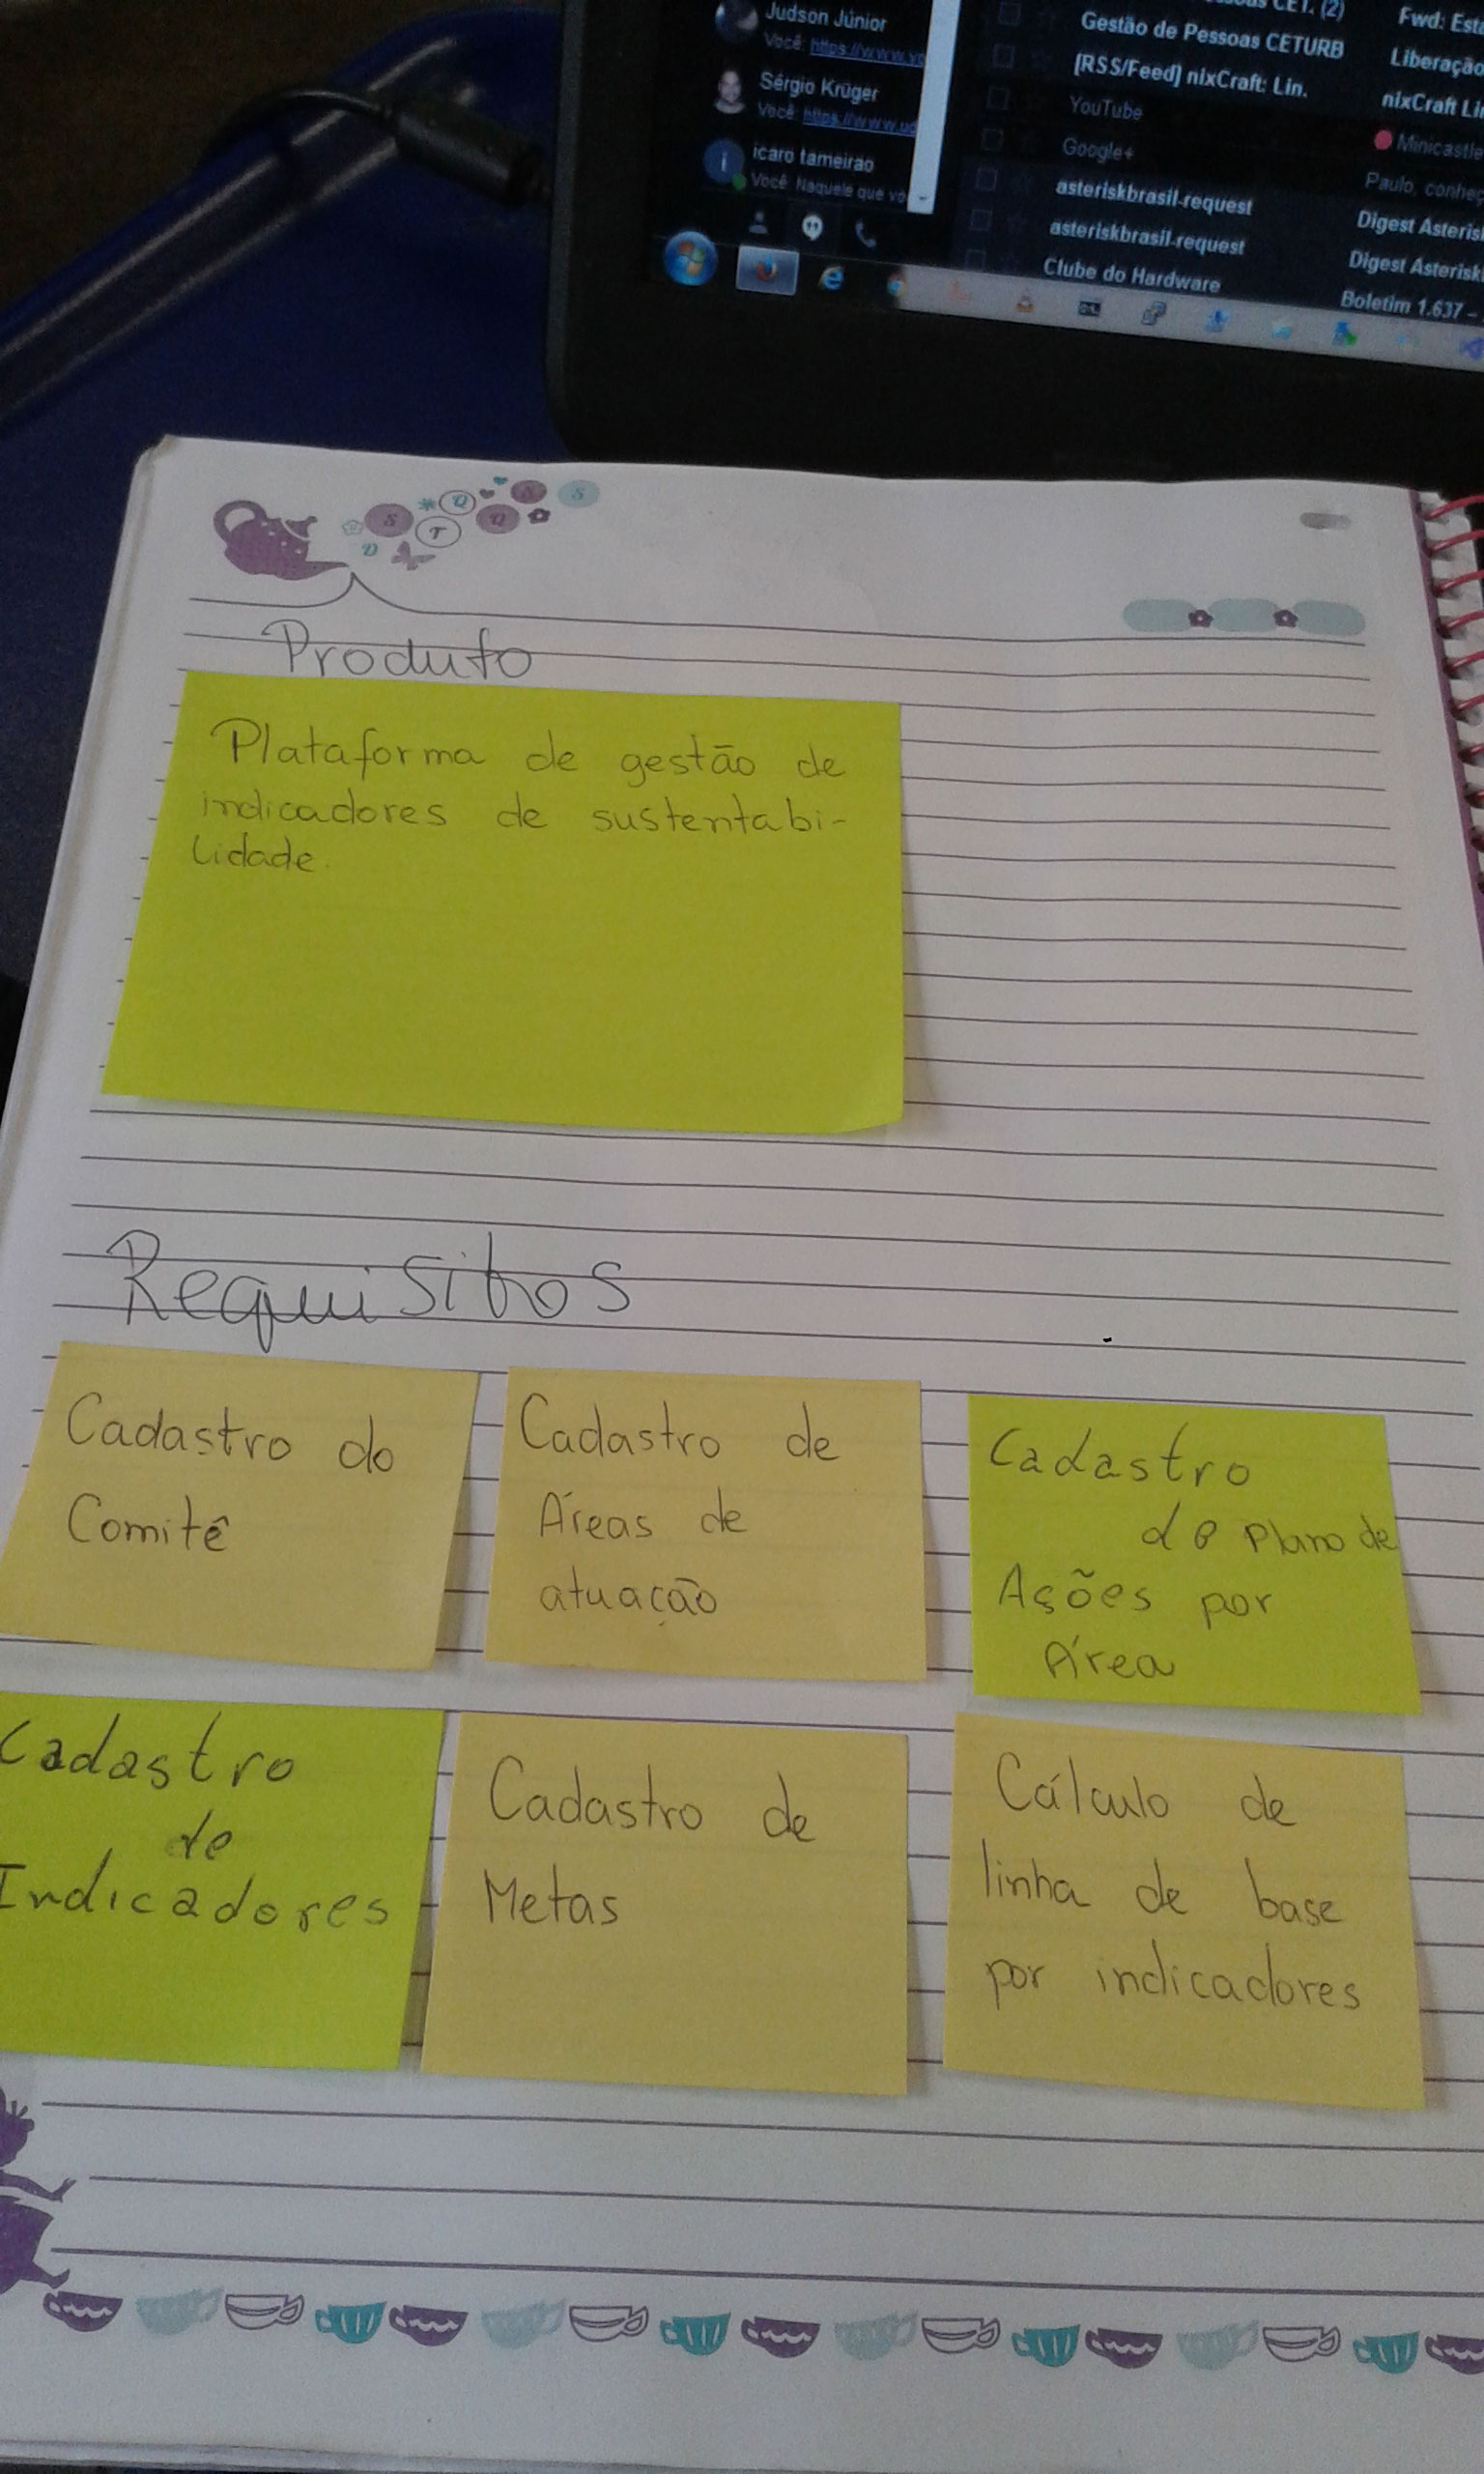 Judson Júnior
Você: https://www.yo
Sérgio Krüger
Você: https://www.ud
i
icaro tameirao
Você: Naquele que vo
CET. (2)
Fwd: Est
Gestão de Pessoas CETURB
Liberação
[RSS/Feed] nixCraft: Lin.
nixCraft Li
YouTube
Minicastle
Google+
Paulo, conhe
asteriskbrasil-request
Digest Asterisk
asteriskbrasil-request
Digest Asterisk
Clube do Hardware
Boletim 1.637 -
D S T Q Q S S
Produto
Plataforma de gestão de
indicadores de sustentabi-
lidade.
Requisitos
Cadastro do
Comitê
Cadastro de
Áreas de
atuação
Cadastro
do Plano de
Ações por
Área
Cadastro
de
Indicadores
Cadastro de
Metas
Cálculo de
linha de base
por indicadores